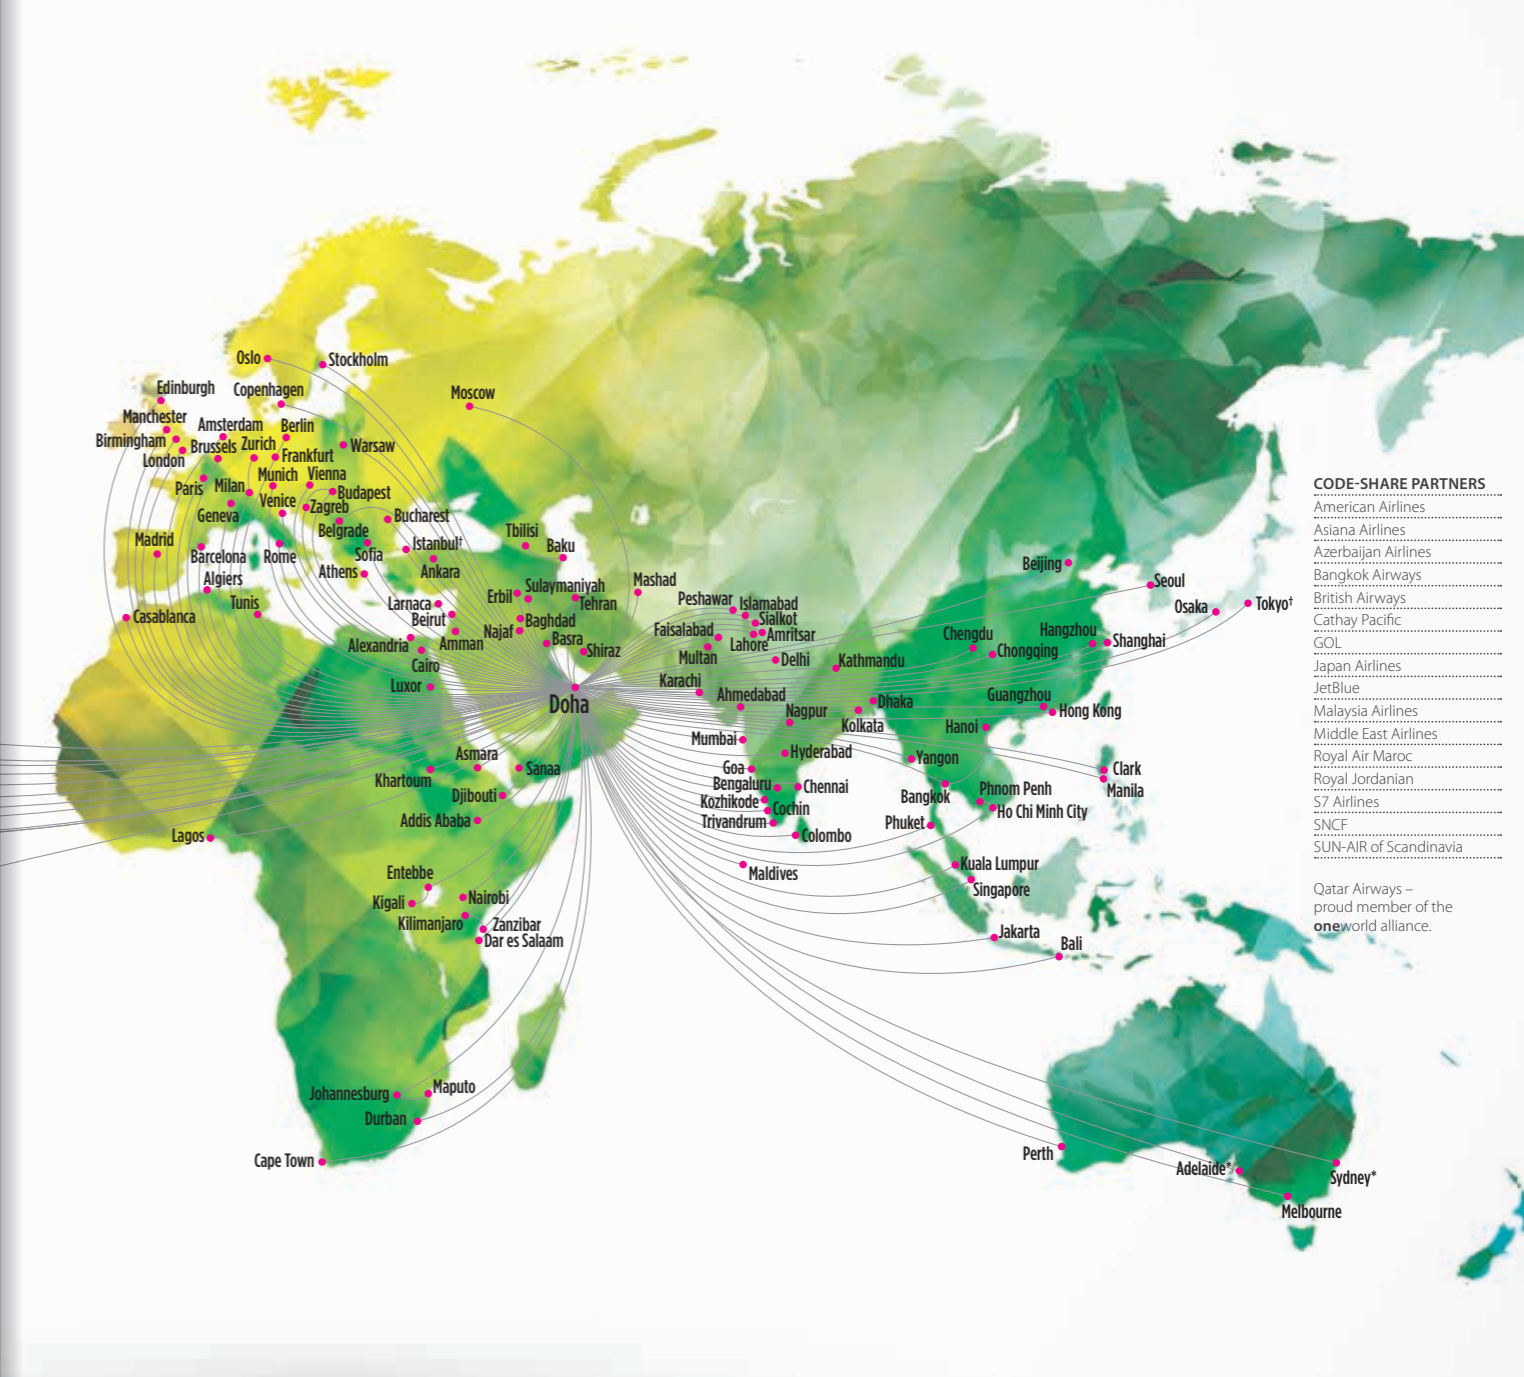 Oslo
Stockholm
Edinburgh
Copenhagen
Moscow
Manchester
Amsterdam
Berlin
Birmingham
Brussels
Zurich
Warsaw
London
Frankfurt
Munich
Vienna
Paris
Milan
Budapest
Venice
Zagreb
Geneva
Bucharest
Belgrade
Madrid
Istanbul†
Tbilisi
Baku
Barcelona
Rome
Sofia
Athens
Ankara
Algiers
Mashad
Sulaymaniyah
Erbil
Tehran
Tunis
Larnaca
Casablanca
Beirut
Baghdad
Najaf
Alexandria
Amman
Basra
Shiraz
Cairo
Luxor
Doha
Peshawar
Islamabad
Sialkot
Faisalabad
Amritsar
Lahore
Multan
Delhi
Kathmandu
Karachi
Ahmedabad
Nagpur
Dhaka
Kolkata
Mumbai
Hyderabad
Goa
Bengaluru
Chennai
Kozhikode
Cochin
Trivandrum
Colombo
Maldives
Beijing
Seoul
Osaka
Tokyo†
Chengdu
Hangzhou
Shanghai
Chongqing
Guangzhou
Hong Kong
Hanoi
Yangon
Clark
Manila
Phnom Penh
Bangkok
Ho Chi Minh City
Phuket
Kuala Lumpur
Singapore
Jakarta
Bali
Asmara
Khartoum
Sanaa
Djibouti
Addis Ababa
Lagos
Entebbe
Kigali
Nairobi
Kilimanjaro
Zanzibar
Dar es Salaam
Johannesburg
Maputo
Durban
Cape Town
Perth
Adelaide*
Sydney*
Melbourne
CODE-SHARE PARTNERS
American Airlines
Asiana Airlines
Azerbaijan Airlines
Bangkok Airways
British Airways
Cathay Pacific
GOL
Japan Airlines
JetBlue
Malaysia Airlines
Middle East Airlines
Royal Air Maroc
Royal Jordanian
S7 Airlines
SNCF
SUN-AIR of Scandinavia
Qatar Airways –
proud member of the
oneworld alliance.